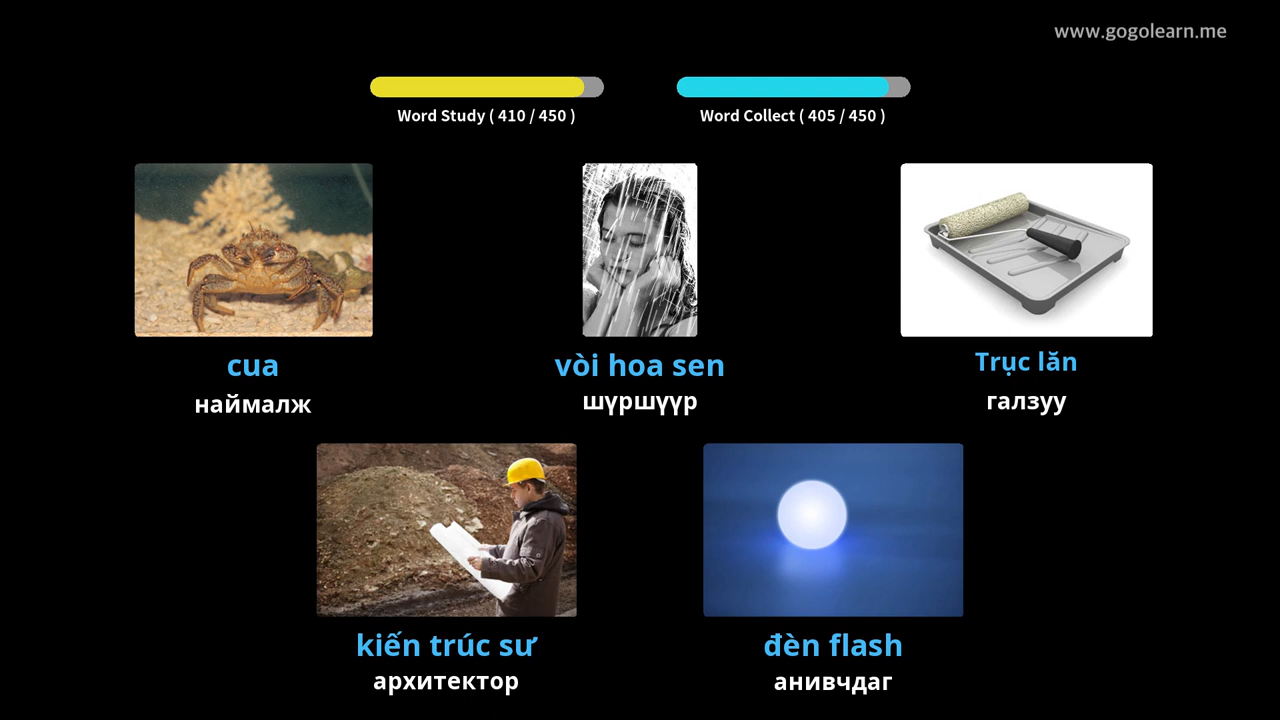 www.gogolearn.me
Word Study ( 410 / 450 )
Word Collect ( 405 / 450 )
cua
vòi hoa sen
Trục lăn
наймалж
шүршүүр
галзуу
kiến trúc sư
đèn flash
архитектор
анивчдаг